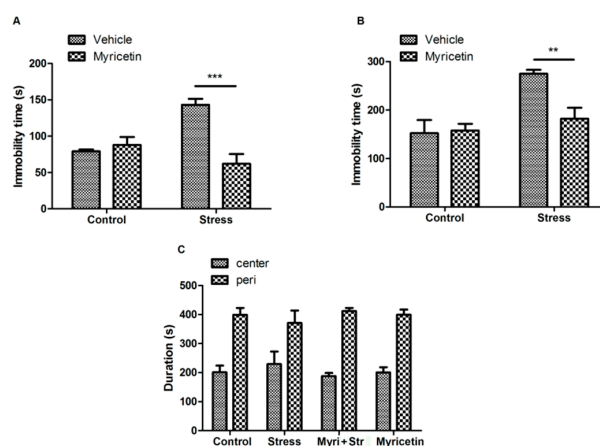 A
Vehicle
Myricetin
Immobility time (s)
200
150
100
50
0
***
Control
Stress
B
Vehicle
Myricetin
Immobility time (s)
300
200
100
0
**
Control
Stress
C
center
peri
Duration (s)
500
400
300
200
100
0
Control
Stress
Myri+Str
Myricetin